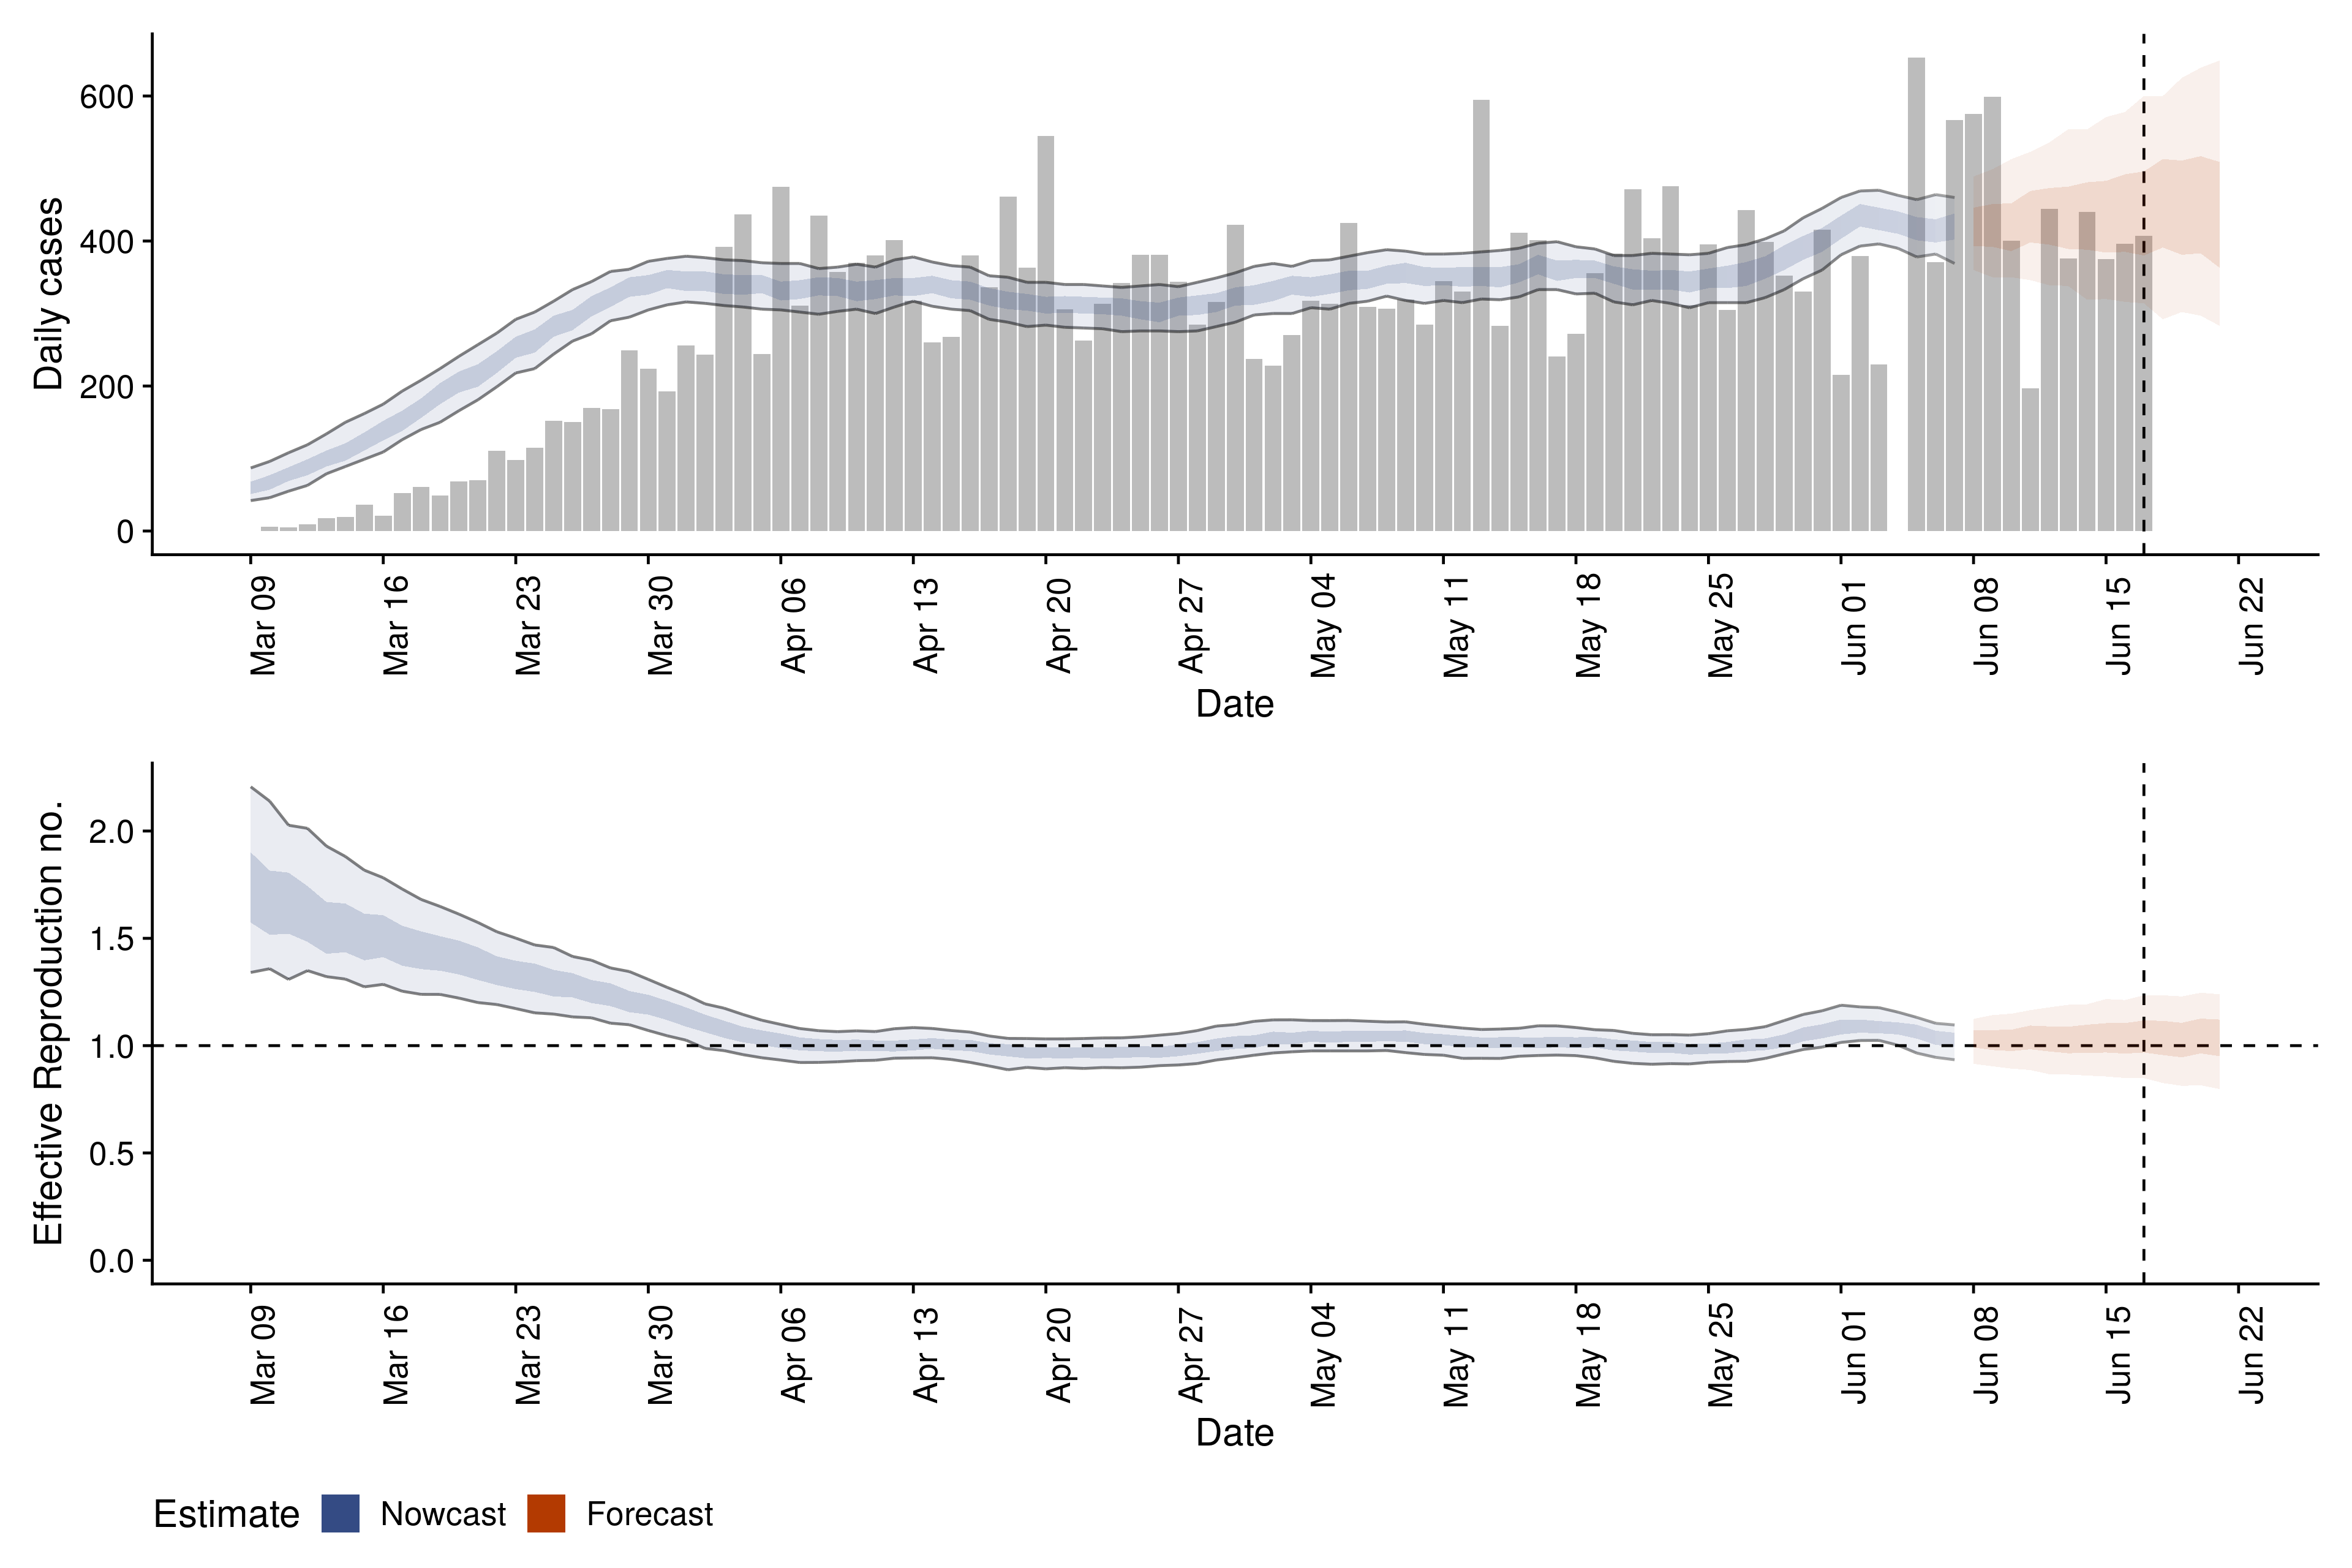 Daily cases
600
400
200
0
Mar 09
Mar 16
Mar 23
Mar 30
Apr 06
Apr 13
Apr 20
Apr 27
May 04
May 11
May 18
May 25
Jun 01
Jun 08
Jun 15
Jun 22
Date
Effective Reproduction no.
2.0
1.5
1.0
0.5
0.0
Mar 09
Mar 16
Mar 23
Mar 30
Apr 06
Apr 13
Apr 20
Apr 27
May 04
May 11
May 18
May 25
Jun 01
Jun 08
Jun 15
Jun 22
Date
Estimate Nowcast Forecast